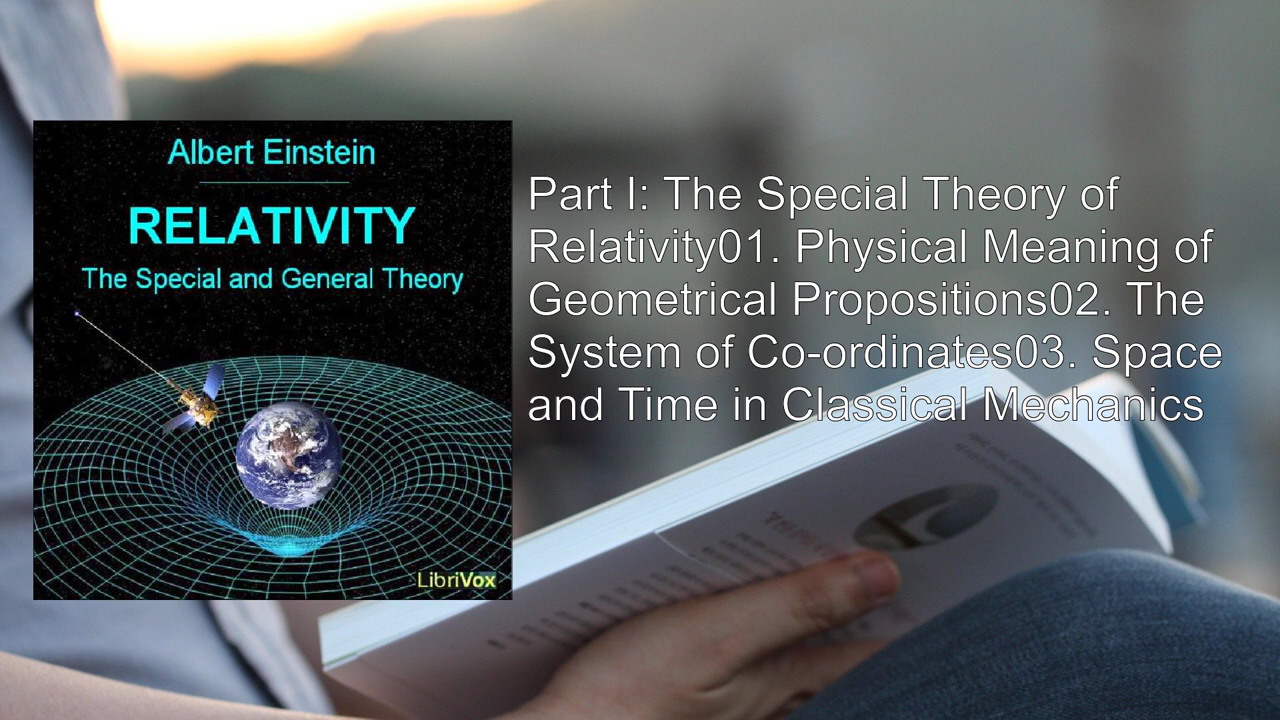 Albert Einstein
RELATIVITY
The Special and General Theory
LibriVox
Part I: The Special Theory of
Relativity01. Physical Meaning of
Geometrical Propositions02. The
System of Co-ordinates03. Space
and Time in Classical Mechanics